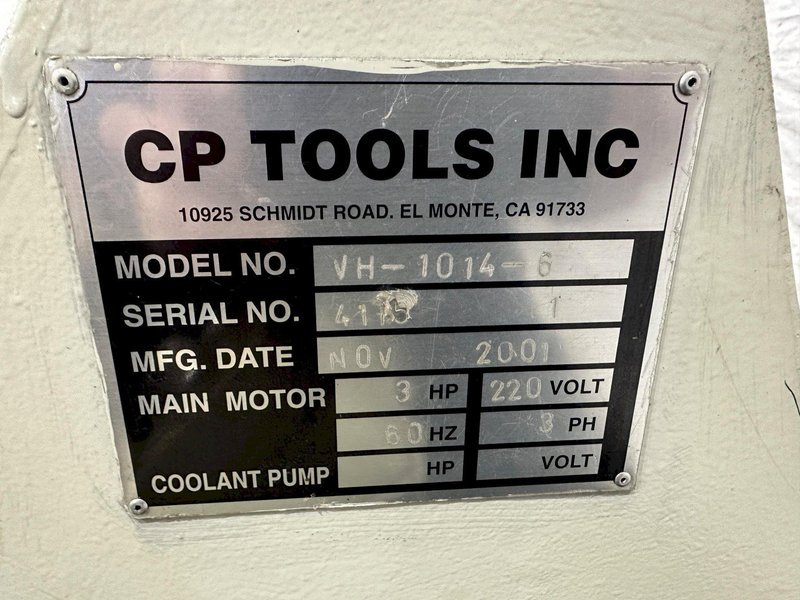 CP TOOLS INC
10925 SCHMIDT ROAD. EL MONTE, CA 91733
MODEL NO. VH-1014-6
SERIAL NO. 1
MFG. DATE NOV 2001
MAIN MOTOR 3 HP 220 VOLT
60 HZ 3 PH
COOLANT PUMP HP VOLT